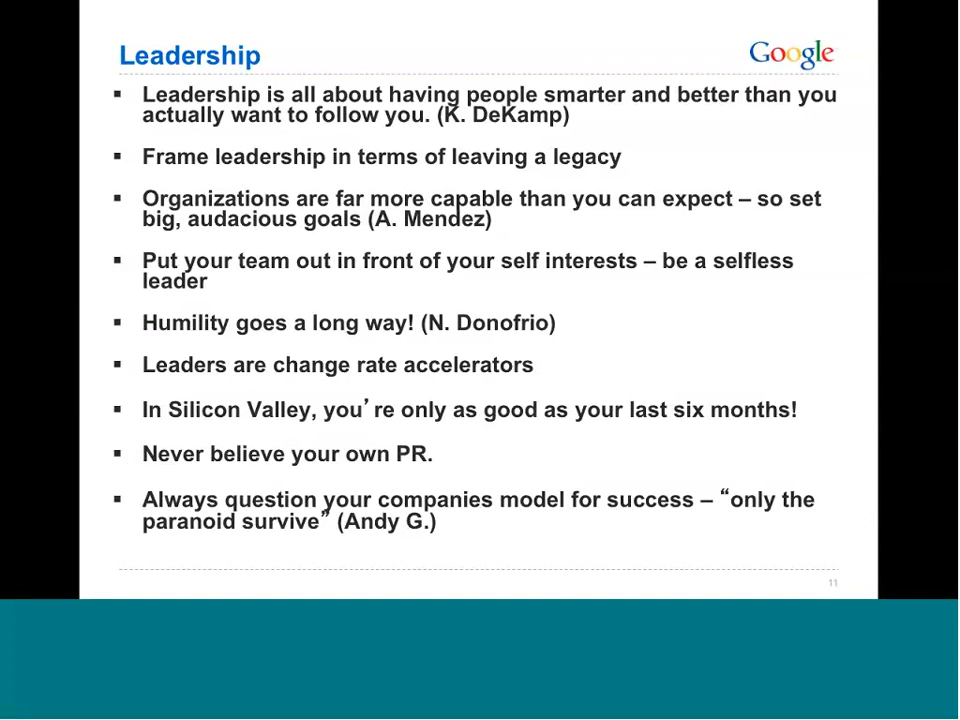 Leadership
Google
▪ Leadership is all about having people smarter and better than you
actually want to follow you. (K. DeKamp)
▪ Frame leadership in terms of leaving a legacy
▪ Organizations are far more capable than you can expect – so set
big, audacious goals (A. Mendez)
▪ Put your team out in front of your self interests – be a selfless
leader
▪ Humility goes a long way! (N. Donofrio)
▪ Leaders are change rate accelerators
▪ In Silicon Valley, you’re only as good as your last six months!
▪ Never believe your own PR.
▪ Always question your companies model for success – “only the
paranoid survive” (Andy G.)
11